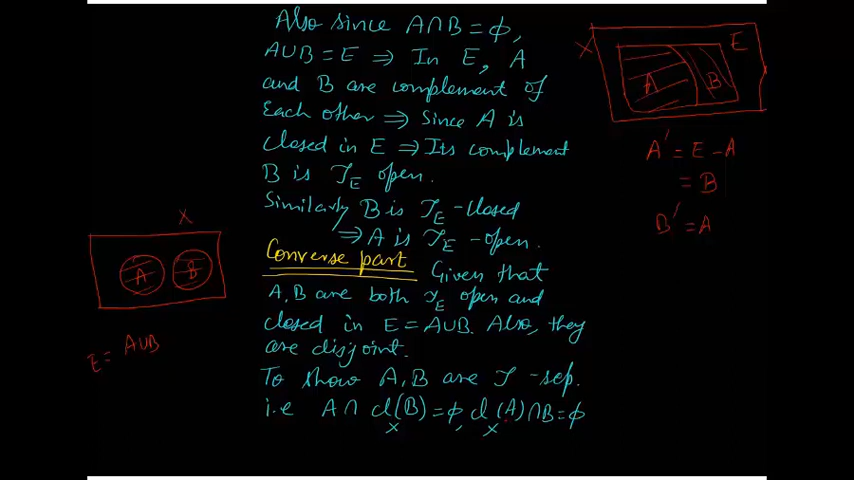 Also since A∩B = ϕ,
A∪B = E ⇒ In E, A
and B are complement of
Each other ⇒ Since A is
closed in E ⇒ Its complement
B is T_E open.
Similarly B is T_E -closed
⇒ A is T_E -open.
Converse part Given that
A,B are both T_E open and
closed in E = A∪B. Also, they
are disjoint.
To show A,B are T -sep.
i.e A∩ cl_X(B) = ϕ, cl_X(A)∩B = ϕ
X
E
A
B
A' = E - A
= B
B' = A
X
A
B
E = A∪B